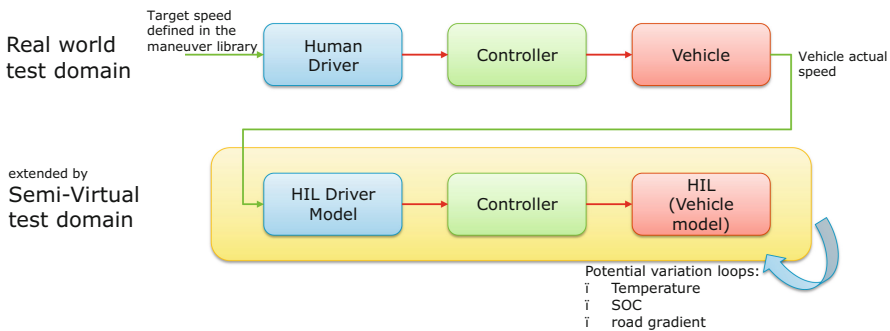 Target speed
defined in the
maneuver library
Real world
test domain
Human
Driver
Controller
Vehicle
Vehicle actual
speed
extended by
Semi-Virtual
test domain
HIL Driver
Model
Controller
HIL
(Vehicle
model)
Potential variation loops:
ï Temperature
ï SOC
ï road gradient